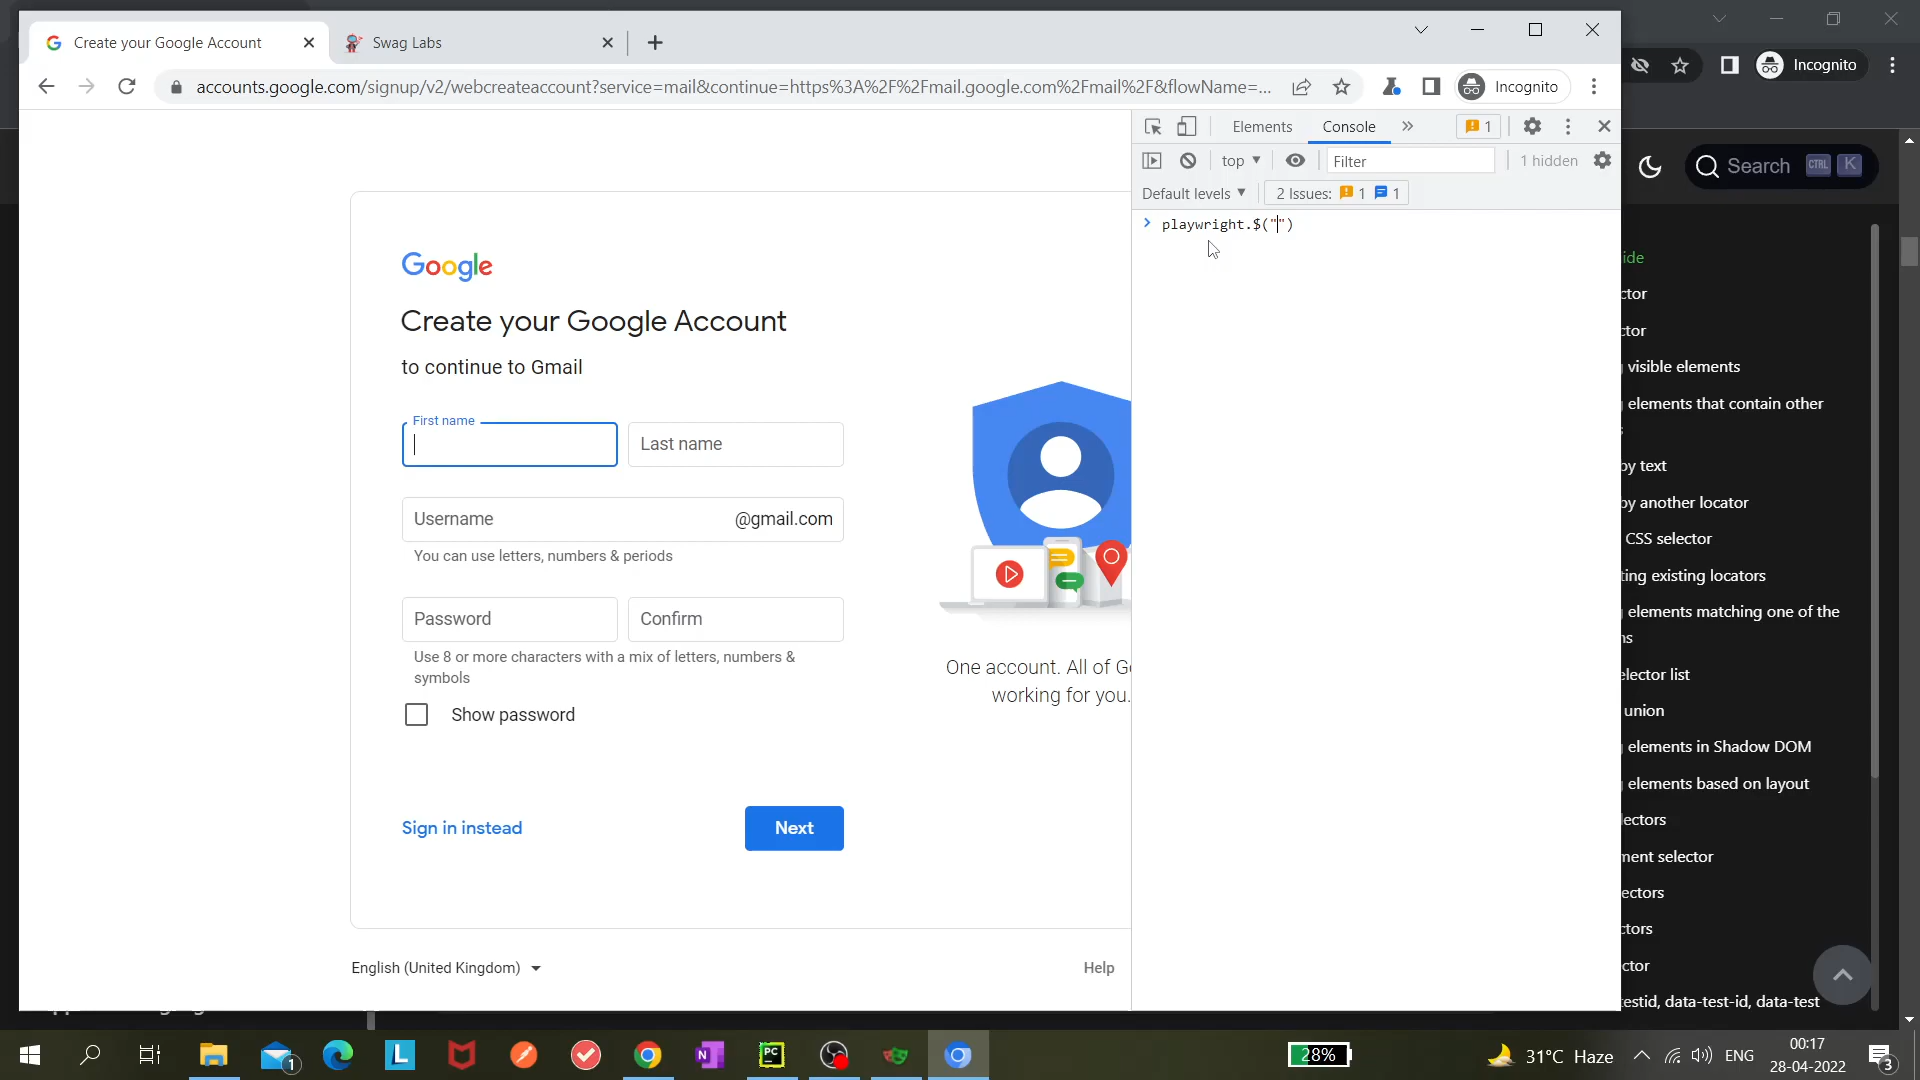 Create your Google Account
Swag Labs
accounts.google.com/signup/v2/webcreateaccount?service=mail&continue=https%3A%2F%2Fmail.google.com%2Fmail%2F&flowName=...
Incognito
Incognito
Elements
Console
1
top
Filter
1 hidden
Default levels
2 Issues:
1
1
playwright.$("")
Google
Create your Google Account
to continue to Gmail
First name
Last name
Username
@gmail.com
You can use letters, numbers & periods
Password
Confirm
Use 8 or more characters with a mix of letters, numbers &
symbols
Show password
Sign in instead
Next
One account. All of G
working for you.
English (United Kingdom)
Help
Search
CTRL
K
ide
ctor
ctor
visible elements
elements that contain other
by text
by another locator
CSS selector
ting existing locators
elements matching one of the
ns
elector list
union
elements in Shadow DOM
elements based on layout
lectors
ment selector
ectors
ctors
ctor
testid, data-test-id, data-test
1
L
N
PC
28%
31°C Haze
ENG
00:17
28-04-2022
3